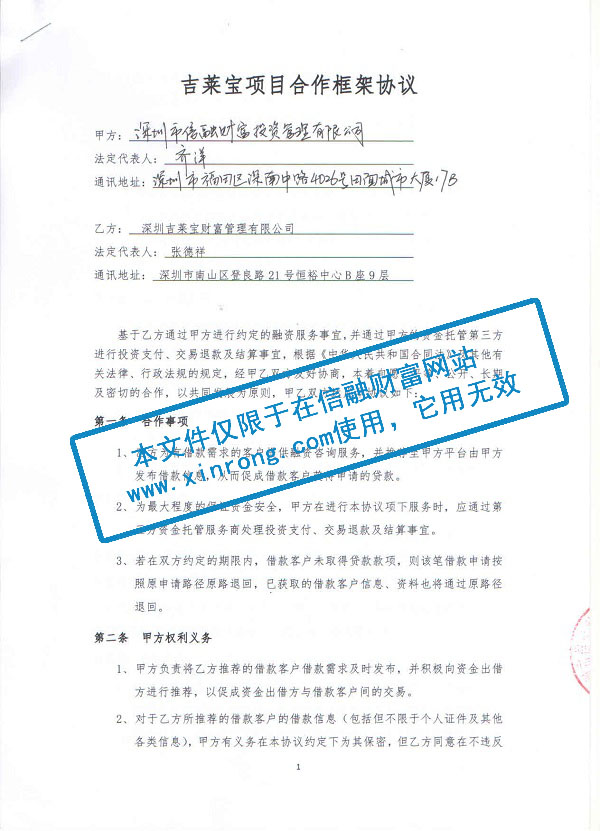 吉莱宝项目合作框架协议
甲方：深圳市信融财富投资管理有限公司
法定代表人：齐洋
通讯地址：深圳市福田区深南中路4026号田面城市大厦17B
乙方：深圳吉莱宝财富管理有限公司
法定代表人：张德祥
通讯地址：深圳市南山区登良路21号恒裕中心B座9层
基于乙方通过甲方进行约定的融资服务事宜，并通过甲方的资金托管第三方
进行投资支付、交易退款及结算事宜，根据《中华人民共和国合同法》及其他有
关法律、行政法规的规定，经甲乙双方友好协商，本着
及密切的合作，以共同发展为原则，甲乙双方
第一条 合作事项
1、乙方为有借款需求的客户提供融资咨询服务，并推荐至甲方平台由甲方
发布借款信息，从而促成借款客户获得申请的贷款。
2、为最大程度的保证资金安全，甲方在进行本协议项下服务时，应通过第
三方资金托管服务商处理投资支付、交易退款及结算事宜。
3、若在双方约定的期限内，借款客户未取得贷款款项，则该笔借款申请按
照原申请路径原路退回，已获取的借款客户信息、资料也将通过原路径
退回。
第二条 甲方权利义务
1、甲方负责将乙方推荐的借款客户借款需求及时发布，并积极向资金出借
方进行推荐，以促成资金出借方与借款客户间的交易。
2、对于乙方所推荐的借款客户的借款信息（包括但不限于个人证件及其他
各类信息），甲方有义务在本协议约定下为其保密，但乙方同意在不违反
1
本文件仅限于在信融财富网站
www.xinrong.com使用，它用无效